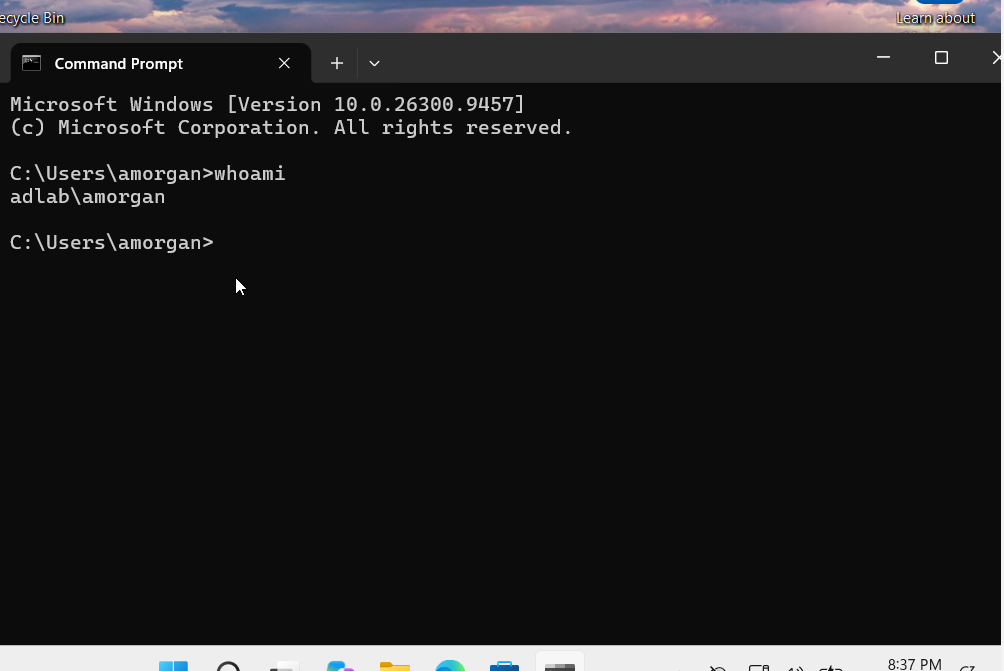 ecycle Bin
Learn about
Command Prompt
Microsoft Windows [Version 10.0.26300.9457]
(c) Microsoft Corporation. All rights reserved.
C:\Users\amorgan>whoami
adlab\amorgan
C:\Users\amorgan>
8:37 PM